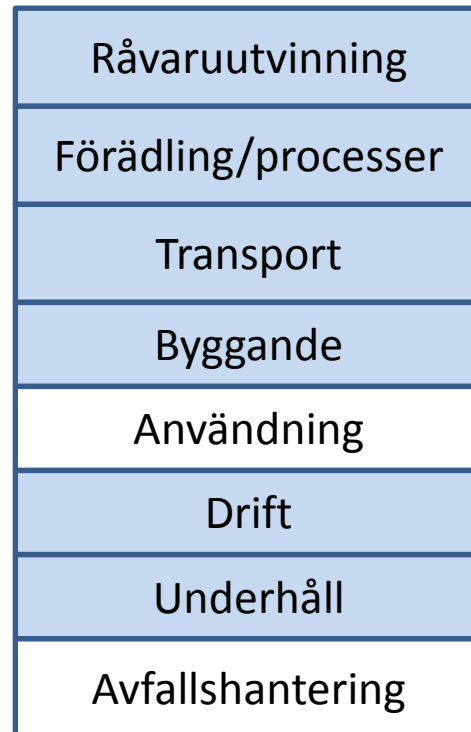 Råvaruutvinning
Förädling/processer
Transport
Byggande
Användning
Drift
Underhåll
Avfallshantering